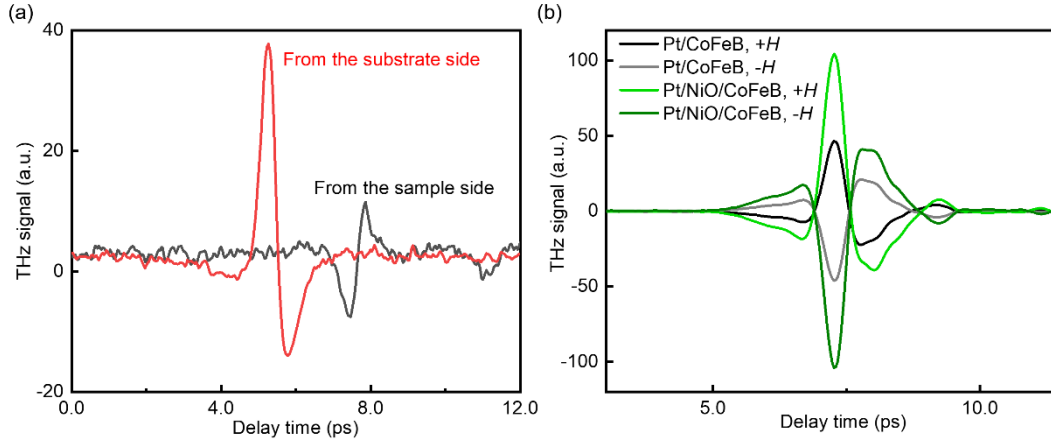 (a)
40
20
0
-20
THz signal (a.u.)
From the substrate side
From the sample side
0.0
4.0
8.0
12.0
Delay time (ps)
(b)
100
50
0
-50
-100
THz signal (a.u.)
Pt/CoFeB, +H
Pt/CoFeB, -H
Pt/NiO/CoFeB, +H
Pt/NiO/CoFeB, -H
5.0
10.0
Delay time (ps)